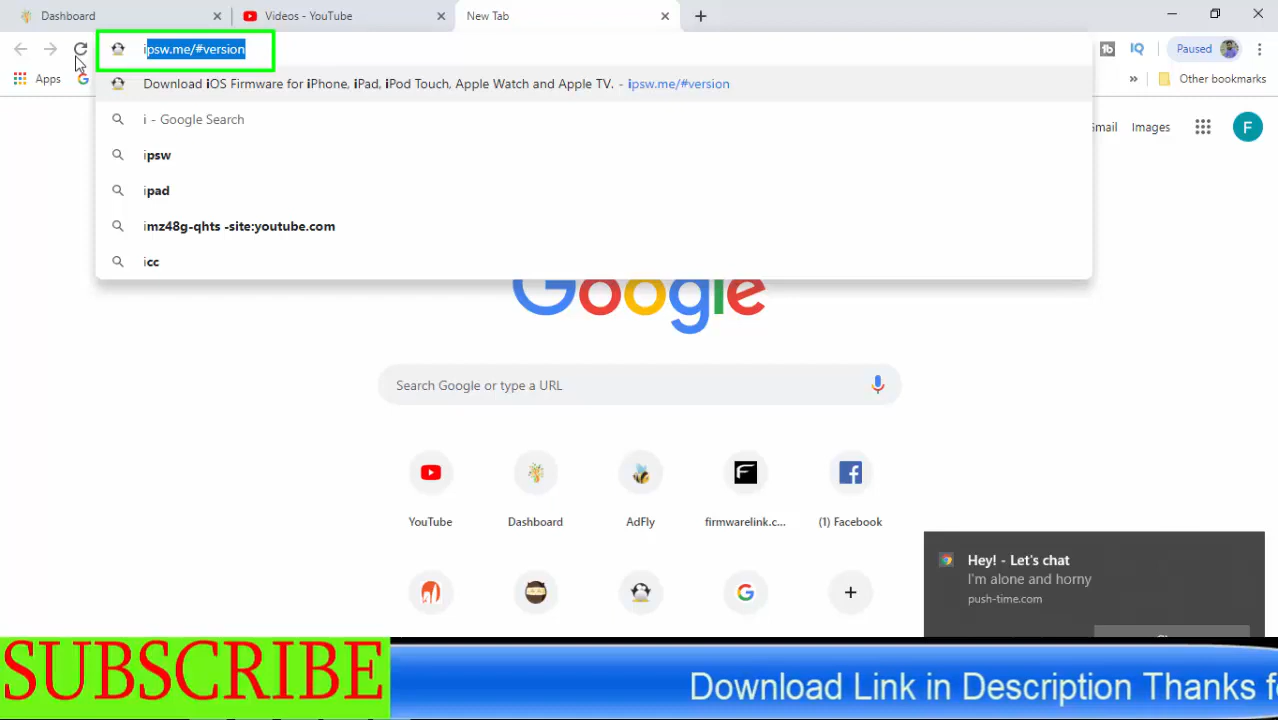 Dashboard
Videos - YouTube
New Tab
ipsw.me/#version
Paused
Apps
Other bookmarks
Download iOS Firmware for iPhone, iPad, iPod Touch, Apple Watch and Apple TV. - ipsw.me/#version
i - Google Search
ipsw
ipad
imz48g-qhts -site:youtube.com
icc
Images
F
Google
Search Google or type a URL
YouTube
Dashboard
AdFly
firmwarelink.c...
(1) Facebook
Hey! - Let's chat
I'm alone and horny
push-time.com
SUBSCRIBE
Download Link in Description Thanks